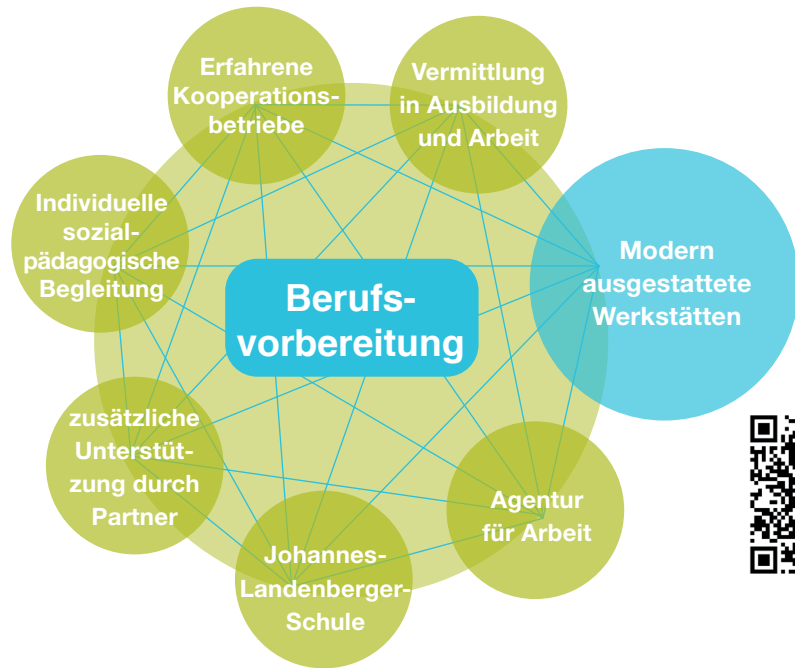 Erfahrene
Kooperations-
betriebe
Vermittlung
in Ausbildung
und Arbeit
Individuelle
sozial-
pädagogische
Begleitung
Modern
ausgestattete
Werkstätten
Berufs-
vorbereitung
zusätzliche
Unterstüt-
zung durch
Partner
Agentur
für Arbeit
Johannes-
Landenberger-
Schule